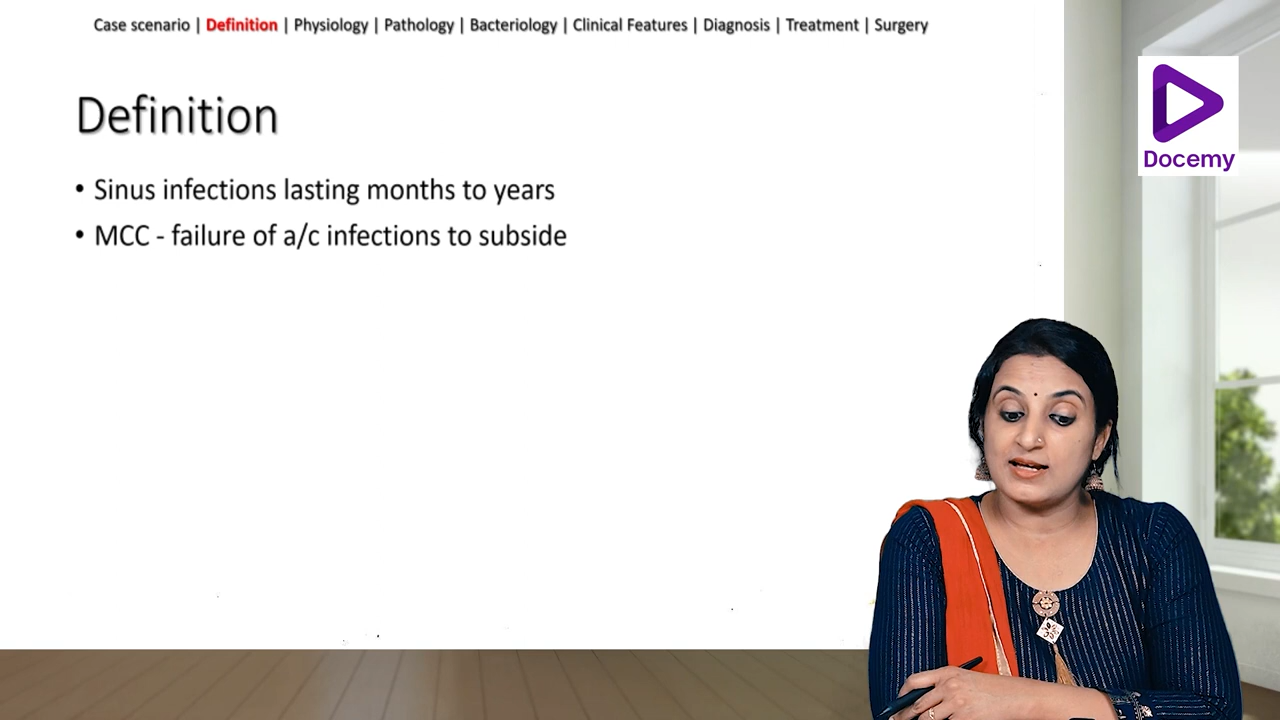 Case scenario | Definition | Physiology | Pathology | Bacteriology | Clinical Features | Diagnosis | Treatment | Surgery
Definition
• Sinus infections lasting months to years
• MCC - failure of a/c infections to subside
Docemy